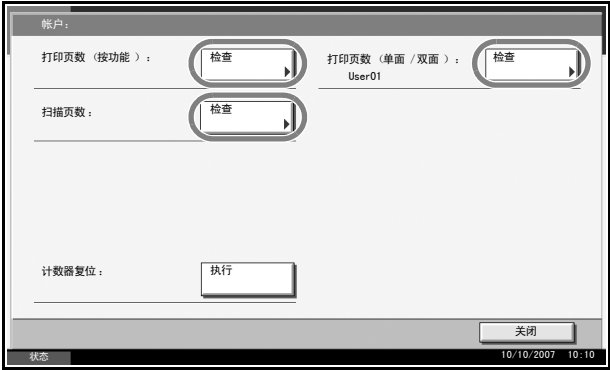 帐户：
打印页数（按功能）： 检查
打印页数（单面/双面）： 检查
User01
扫描页数： 检查
计数器复位： 执行
关闭
状态 10/10/2007 10:10